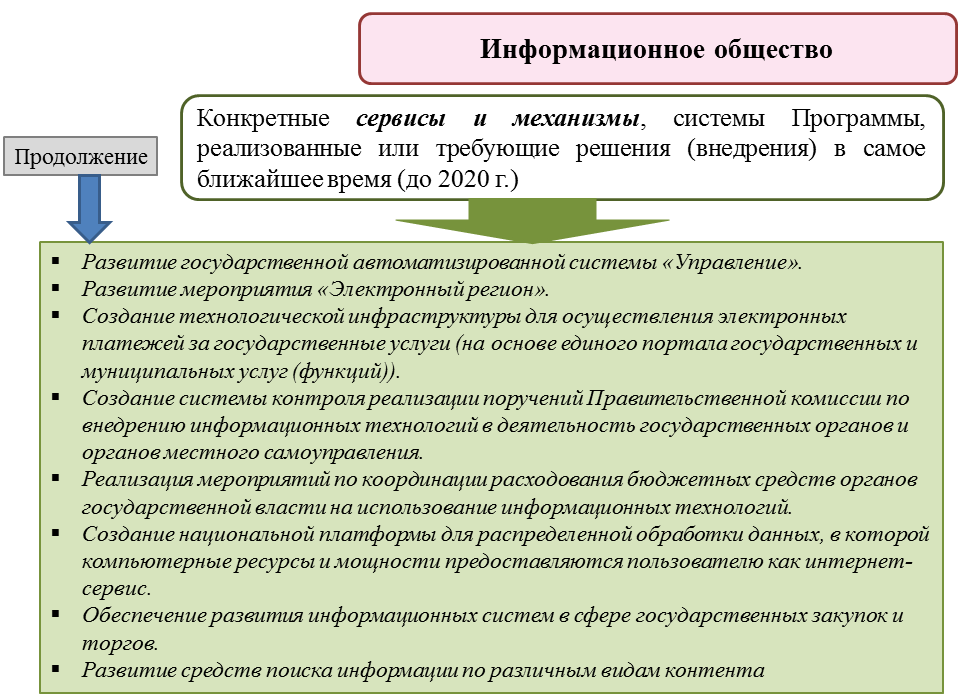 Информационное общество
Конкретные сервисы и механизмы, системы Программы,
реализованные или требующие решения (внедрения) в самое
ближайшее время (до 2020 г.)
Продолжение
▪ Развитие государственной автоматизированной системы «Управление».
▪ Развитие мероприятия «Электронный регион».
▪ Создание технологической инфраструктуры для осуществления электронных
платежей за государственные услуги (на основе единого портала государственных и
муниципальных услуг (функций)).
▪ Создание системы контроля реализации поручений Правительственной комиссии по
внедрению информационных технологий в деятельность государственных органов и
органов местного самоуправления.
▪ Реализация мероприятий по координации расходования бюджетных средств органов
государственной власти на использование информационных технологий.
▪ Создание национальной платформы для распределенной обработки данных, в которой
компьютерные ресурсы и мощности предоставляются пользователю как интернет-
сервис.
▪ Обеспечение развития информационных систем в сфере государственных закупок и
торгов.
▪ Развитие средств поиска информации по различным видам контента